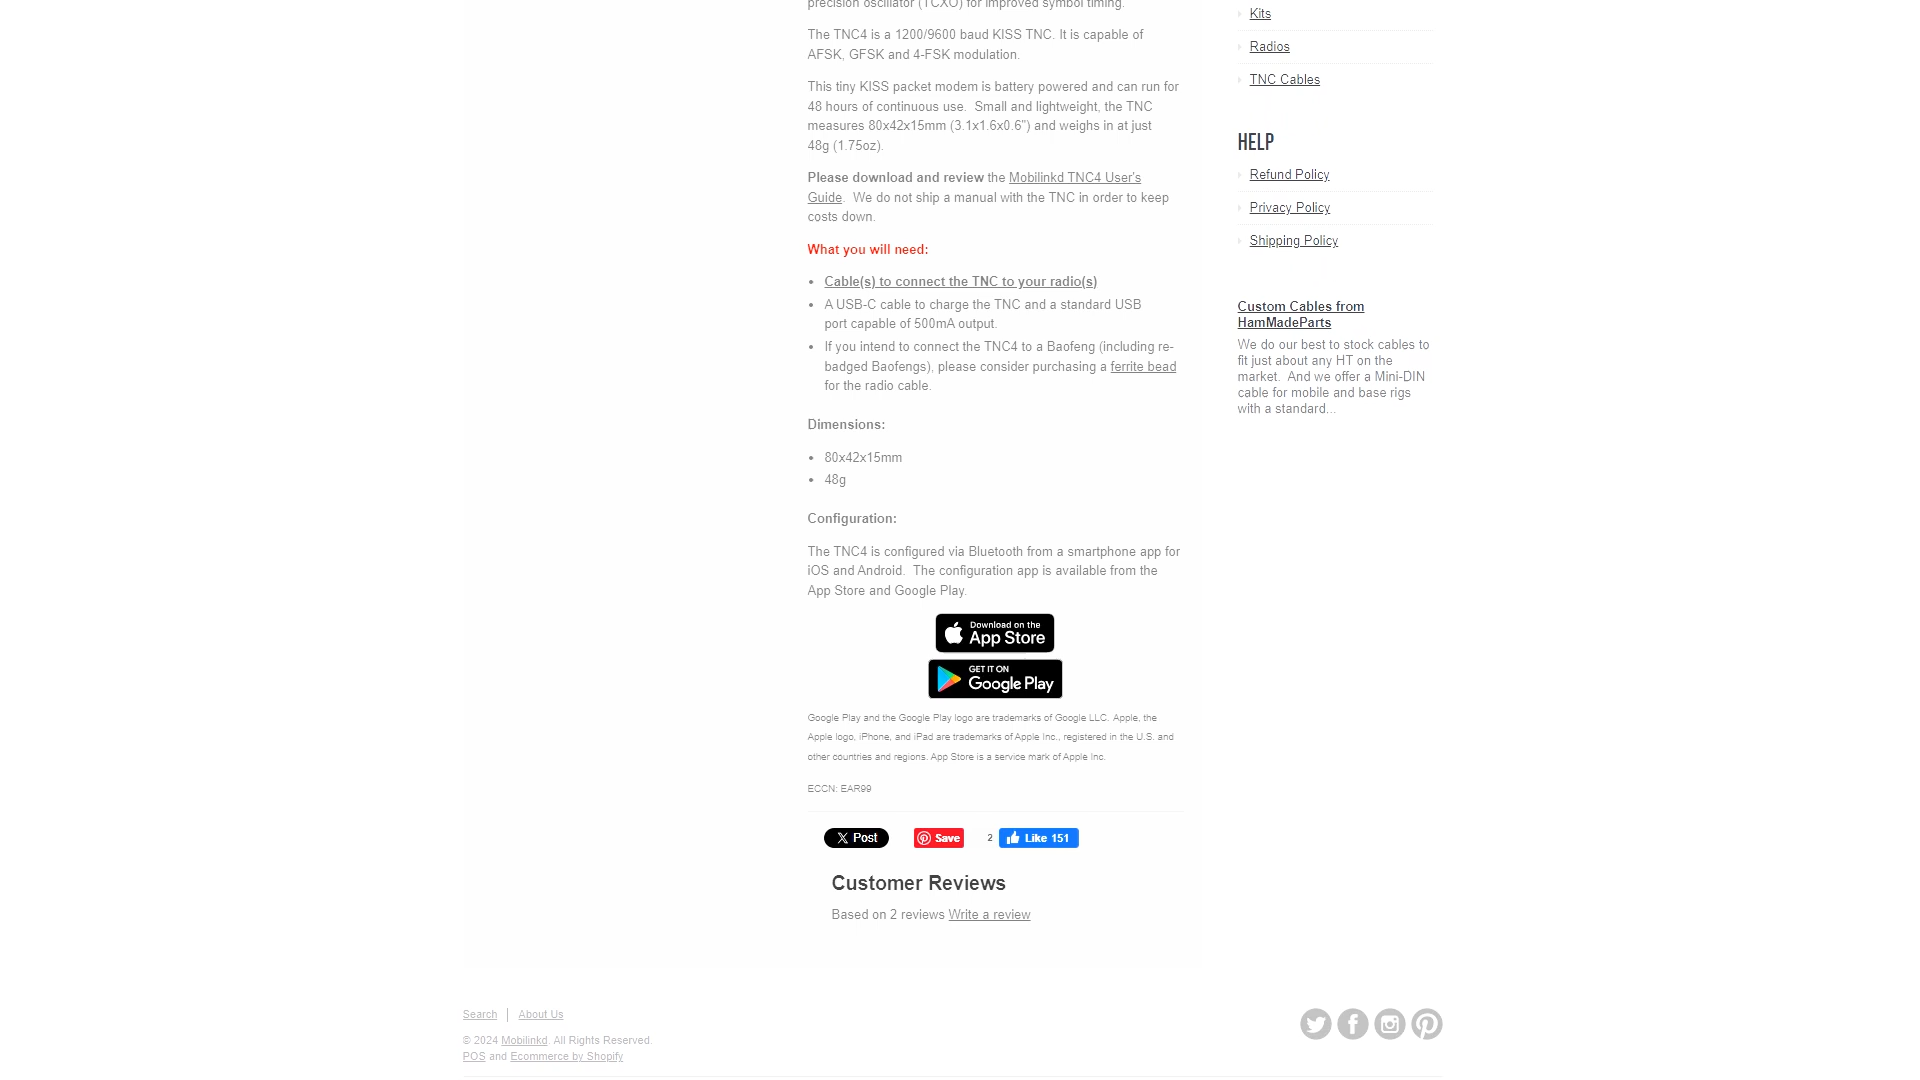 precision oscillator (TCXO) for improved symbol timing.
The TNC4 is a 1200/9600 baud KISS TNC. It is capable of
AFSK, GFSK and 4-FSK modulation.
This tiny KISS packet modem is battery powered and can run for
48 hours of continuous use.  Small and lightweight, the TNC
measures 80x42x15mm (3.1x1.6x0.6") and weighs in at just
48g (1.75oz).
Please download and review the Mobilinkd TNC4 User's
Guide.  We do not ship a manual with the TNC in order to keep
costs down.
What you will need:
• Cable(s) to connect the TNC to your radio(s)
• A USB-C cable to charge the TNC and a standard USB
port capable of 500mA output.
• If you intend to connect the TNC4 to a Baofeng (including re-
badged Baofengs), please consider purchasing a ferrite bead
for the radio cable.
Dimensions:
• 80x42x15mm
• 48g
Configuration:
The TNC4 is configured via Bluetooth from a smartphone app for
iOS and Android.  The configuration app is available from the
App Store and Google Play.
Download on the
App Store
GET IT ON
Google Play
Google Play and the Google Play logo are trademarks of Google LLC. Apple, the
Apple logo, iPhone, and iPad are trademarks of Apple Inc., registered in the U.S. and
other countries and regions. App Store is a service mark of Apple Inc.
ECCN: EAR99
X Post
Save
2
Like 151
Customer Reviews
Based on 2 reviews Write a review
Kits
Radios
TNC Cables
HELP
Refund Policy
Privacy Policy
Shipping Policy
Custom Cables from
HamMadeParts
We do our best to stock cables to
fit just about any HT on the
market.  And we offer a Mini-DIN
cable for mobile and base rigs
with a standard...
Search | About Us
© 2024 Mobilinkd. All Rights Reserved.
POS and Ecommerce by Shopify